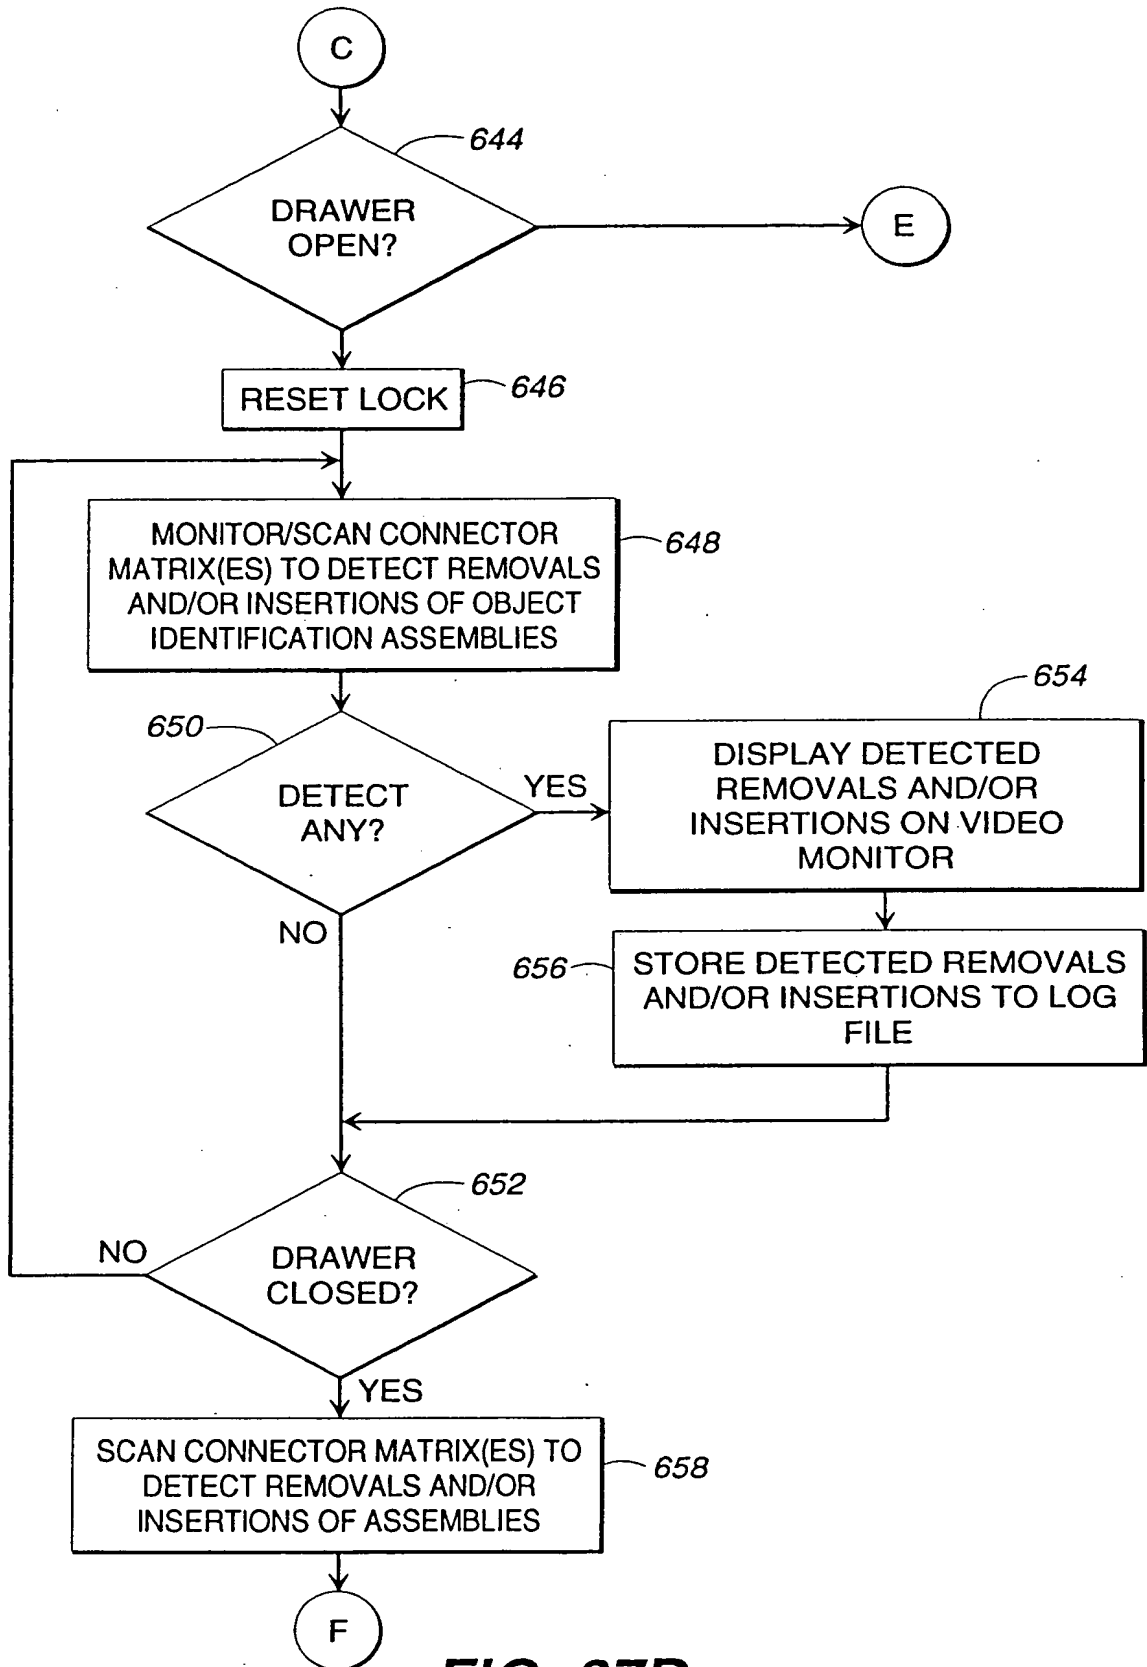 C
644
DRAWER
OPEN?
E
RESET LOCK
646
MONITOR/SCAN CONNECTOR
MATRIX(ES) TO DETECT REMOVALS
AND/OR INSERTIONS OF OBJECT
IDENTIFICATION ASSEMBLIES
648
650
DETECT
ANY?
YES
NO
654
DISPLAY DETECTED
REMOVALS AND/OR
INSERTIONS ON VIDEO
MONITOR
656
STORE DETECTED REMOVALS
AND/OR INSERTIONS TO LOG
FILE
652
DRAWER
CLOSED?
NO
YES
SCAN CONNECTOR MATRIX(ES) TO
DETECT REMOVALS AND/OR
INSERTIONS OF ASSEMBLIES
658
F